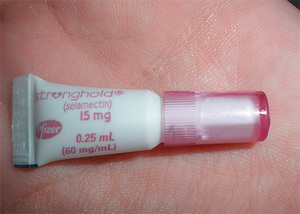 stronghold®
(selamectin)
15 mg
Pfizer
0.25 mL
(60 mg/mL)